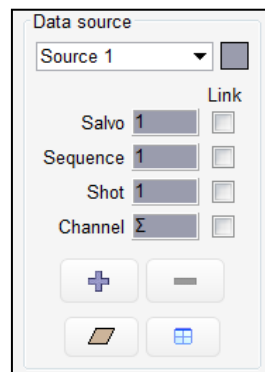 Data source
Source 1
Link
Salvo 1
Sequence 1
Shot 1
Channel Σ